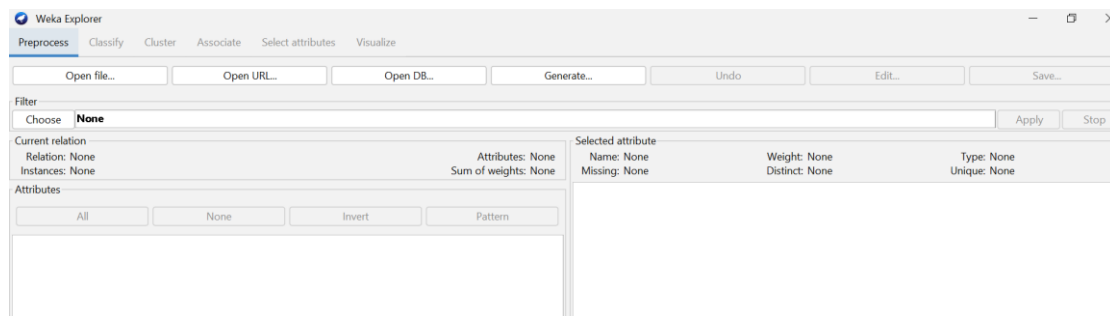 Weka Explorer
Preprocess Classify Cluster Associate Select attributes Visualize
Open file... Open URL... Open DB... Generate... Undo Edit... Save...
Filter
Choose None Apply Stop
Current relation
Relation: None Attributes: None
Instances: None Sum of weights: None
Selected attribute
Name: None Weight: None Type: None
Missing: None Distinct: None Unique: None
Attributes
All None Invert Pattern